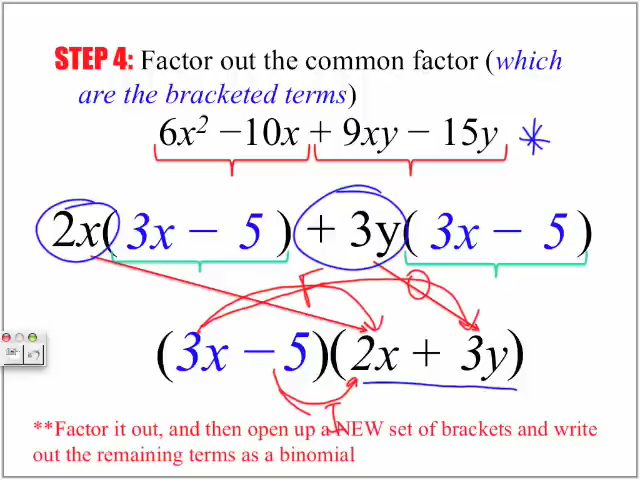 STEP 4: Factor out the common factor (which
are the bracketed terms)
6x² −10x + 9xy − 15y *
2x( 3x − 5 ) + 3y( 3x − 5 )
F O
(3x − 5)(2x + 3y)
I
**Factor it out, and then open up a NEW set of brackets and write
out the remaining terms as a binomial